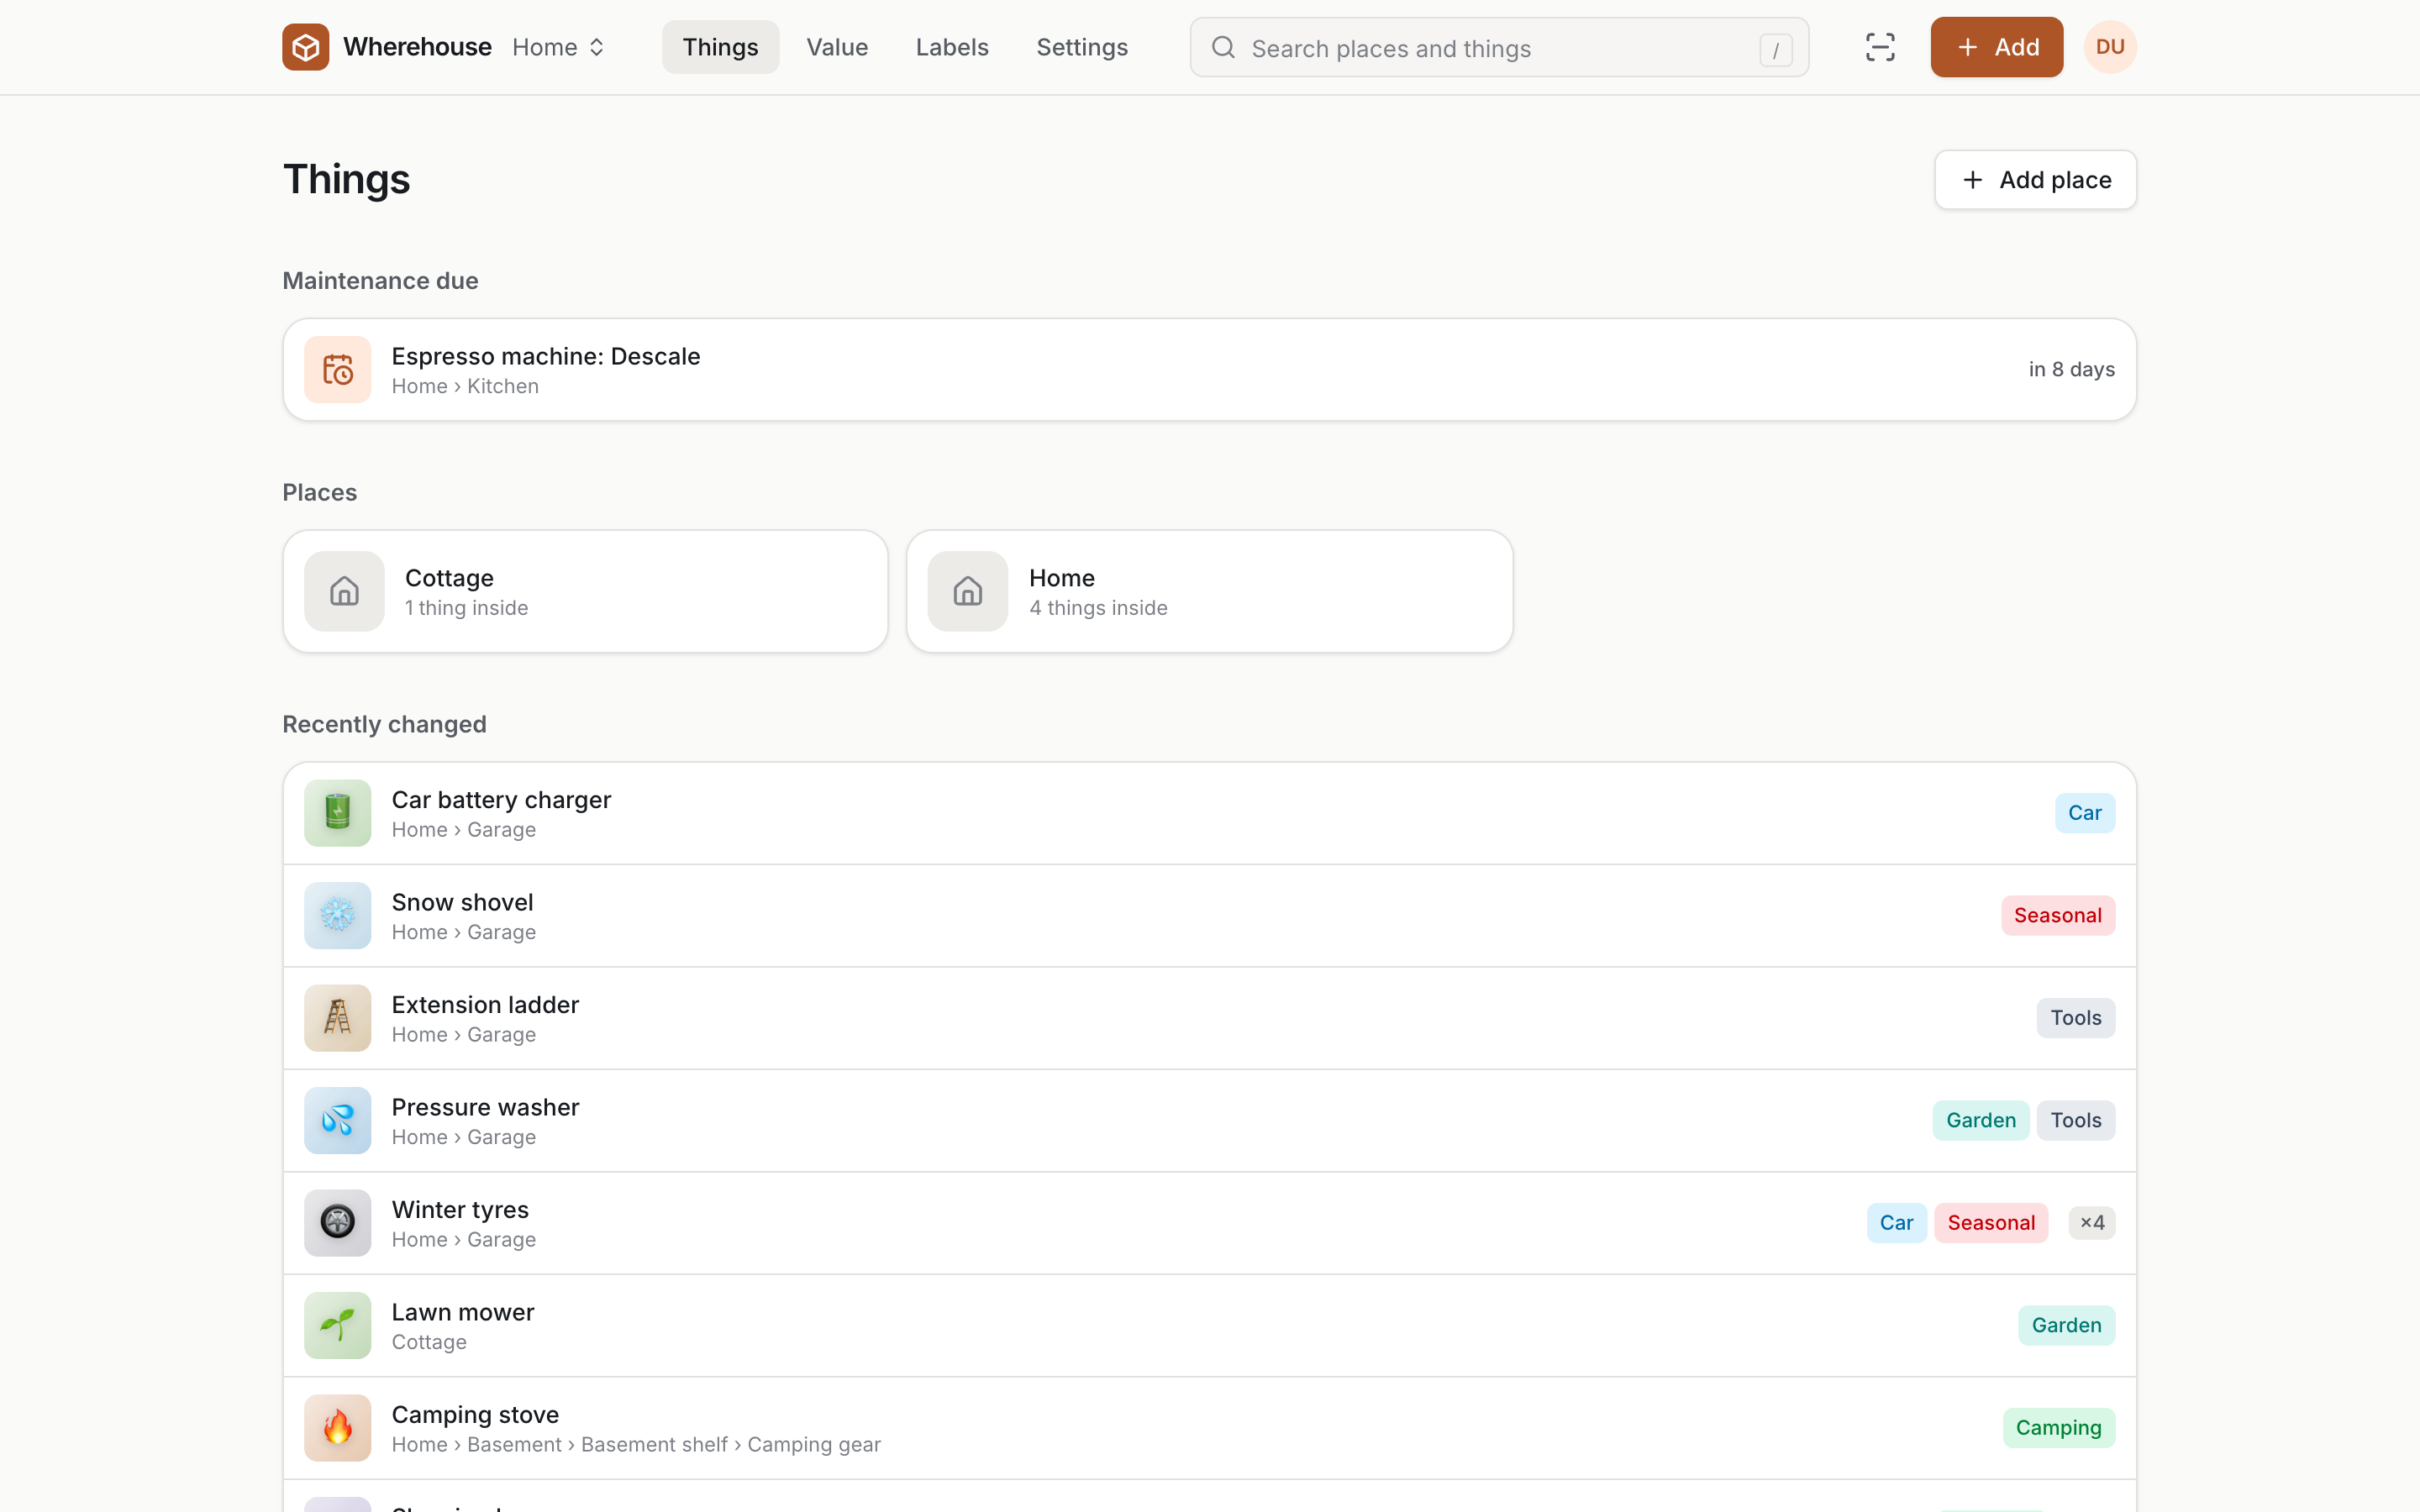 Wherehouse Home Things Value Labels Settings Search places and things / + Add DU
Things
+ Add place
Maintenance due
Espresso machine: Descale
Home › Kitchen
in 8 days
Places
Cottage
1 thing inside
Home
4 things inside
Recently changed
Car battery charger
Home › Garage
Car
Snow shovel
Home › Garage
Seasonal
Extension ladder
Home › Garage
Tools
Pressure washer
Home › Garage
Garden Tools
Winter tyres
Home › Garage
Car Seasonal ×4
Lawn mower
Cottage
Garden
Camping stove
Home › Basement › Basement shelf › Camping gear
Camping